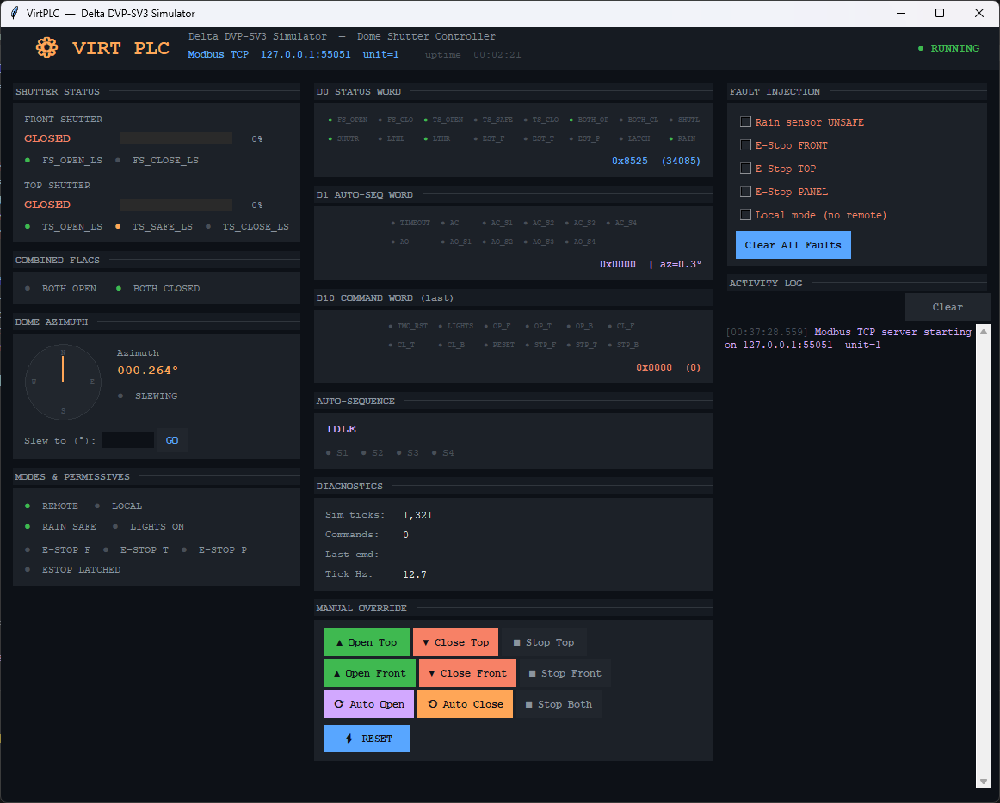 VirtPLC — Delta DVP-SV3 Simulator
VIRT PLC
Delta DVP-SV3 Simulator — Dome Shutter Controller
Modbus TCP 127.0.0.1:55051 unit=1 uptime 00:02:21
● RUNNING
SHUTTER STATUS
FRONT SHUTTER
CLOSED 0%
● FS_OPEN_LS ● FS_CLOSE_LS
TOP SHUTTER
CLOSED 0%
● TS_OPEN_LS ● TS_SAFE_LS ● TS_CLOSE_LS
COMBINED FLAGS
● BOTH OPEN ● BOTH CLOSED
DOME AZIMUTH
N
W E
S
Azimuth
000.264°
● SLEWING
Slew to (°): GO
MODES & PERMISSIVES
● REMOTE ● LOCAL
● RAIN SAFE ● LIGHTS ON
● E-STOP F ● E-STOP T ● E-STOP P
● ESTOP LATCHED
D0 STATUS WORD
● FS_OPEN ● FS_CLO ● TS_OPEN ● TS_SAFE ● TS_CLO ● BOTH_OP ● BOTH_CL ● SHUTL
● SHUTR ● LTHL ● LTHR ● EST_F ● EST_T ● EST_P ● LATCH ● RAIN
0x8525 (34085)
D1 AUTO-SEQ WORD
● TIMEOUT ● AC ● AC_S1 ● AC_S2 ● AC_S3 ● AC_S4
● AO ● AO_S1 ● AO_S2 ● AO_S3 ● AO_S4
0x0000 | az=0.3°
D10 COMMAND WORD (last)
● TMO_RST ● LIGHTS ● OP_F ● OP_T ● OP_B ● CL_F
● CL_T ● CL_B ● RESET ● STP_F ● STP_T ● STP_B
0x0000 (0)
AUTO-SEQUENCE
IDLE
● S1 ● S2 ● S3 ● S4
DIAGNOSTICS
Sim ticks: 1,321
Commands: 0
Last cmd: —
Tick Hz: 12.7
MANUAL OVERRIDE
▲ Open Top ▼ Close Top ■ Stop Top
▲ Open Front ▼ Close Front ■ Stop Front
⟳ Auto Open ⟲ Auto Close ■ Stop Both
⚡ RESET
FAULT INJECTION
Rain sensor UNSAFE
E-Stop FRONT
E-Stop TOP
E-Stop PANEL
Local mode (no remote)
Clear All Faults
ACTIVITY LOG
Clear
[00:37:28.559] Modbus TCP server starting
on 127.0.0.1:55051 unit=1